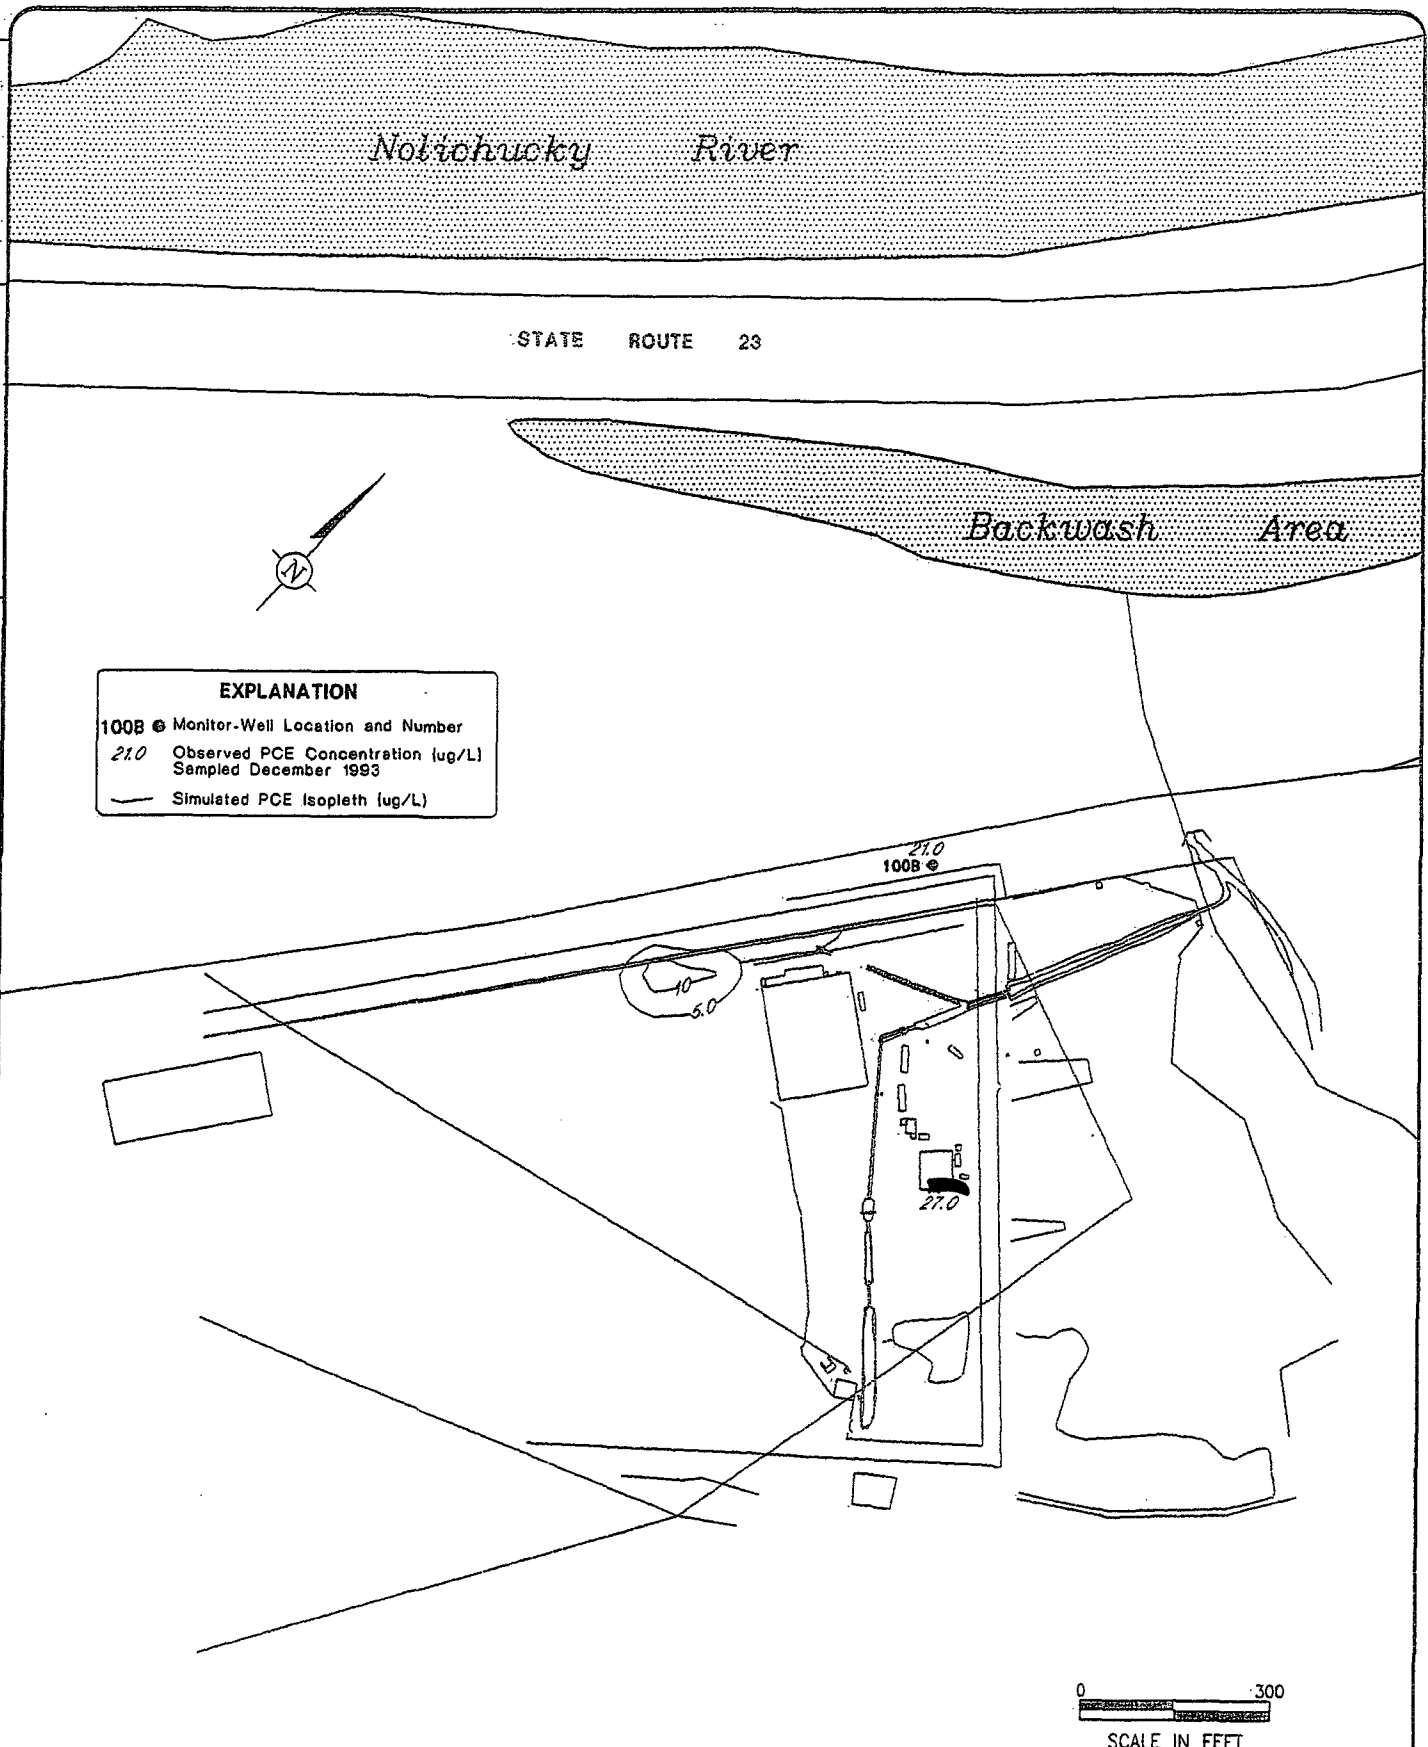 Nolichucky River
STATE ROUTE 23
Backwash Area
N
EXPLANATION
100B Monitor-Well Location and Number
21.0 Observed PCE Concentration (ug/L)
Sampled December 1993
Simulated PCE Isopleth (ug/L)
21.0
100B
10
5.0
27.0
0 300
SCALE IN FEET